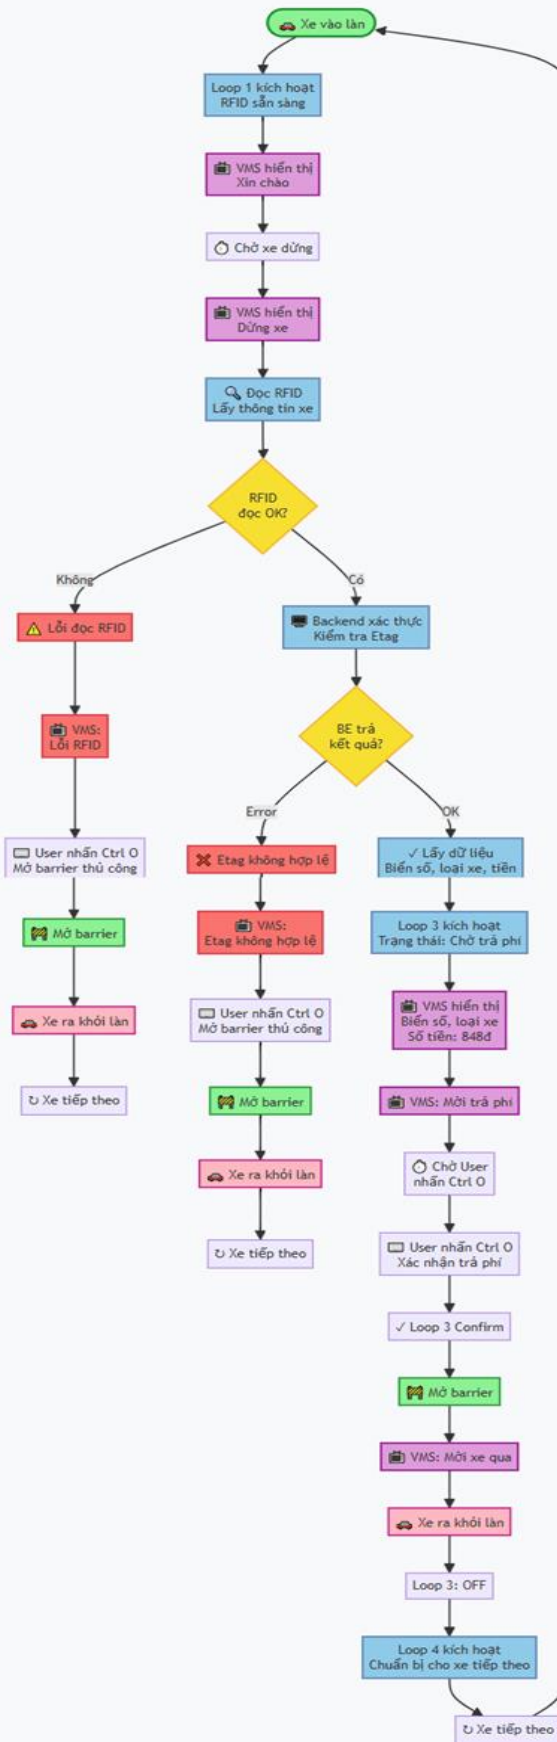 Xe vào làn
Loop 1 kích hoạt
RFID sẵn sàng
VMS hiển thị
Xin chào
Chờ xe dừng
VMS hiển thị
Dừng xe
Đọc RFID
Lấy thông tin xe
RFID
đọc OK?
Không
Có
Lỗi đọc RFID
VMS:
Lỗi RFID
User nhấn Ctrl O
Mở barrier thủ công
Mở barrier
Xe ra khỏi làn
↻ Xe tiếp theo
Backend xác thực
Kiểm tra Etag
BE trả
kết quả?
Error
OK
Etag không hợp lệ
VMS:
Etag không hợp lệ
User nhấn Ctrl O
Mở barrier thủ công
Mở barrier
Xe ra khỏi làn
↻ Xe tiếp theo
✓ Lấy dữ liệu
Biển số, loại xe, tiền
Loop 3 kích hoạt
Trạng thái: Chờ trả phí
VMS hiển thị
Biển số, loại xe
Số tiền: 848đ
VMS: Mời trả phí
Chờ User
nhấn Ctrl O
User nhấn Ctrl O
Xác nhận trả phí
✓ Loop 3 Confirm
Mở barrier
VMS: Mời xe qua
Xe ra khỏi làn
Loop 3: OFF
Loop 4 kích hoạt
Chuẩn bị cho xe tiếp theo
↻ Xe tiếp theo